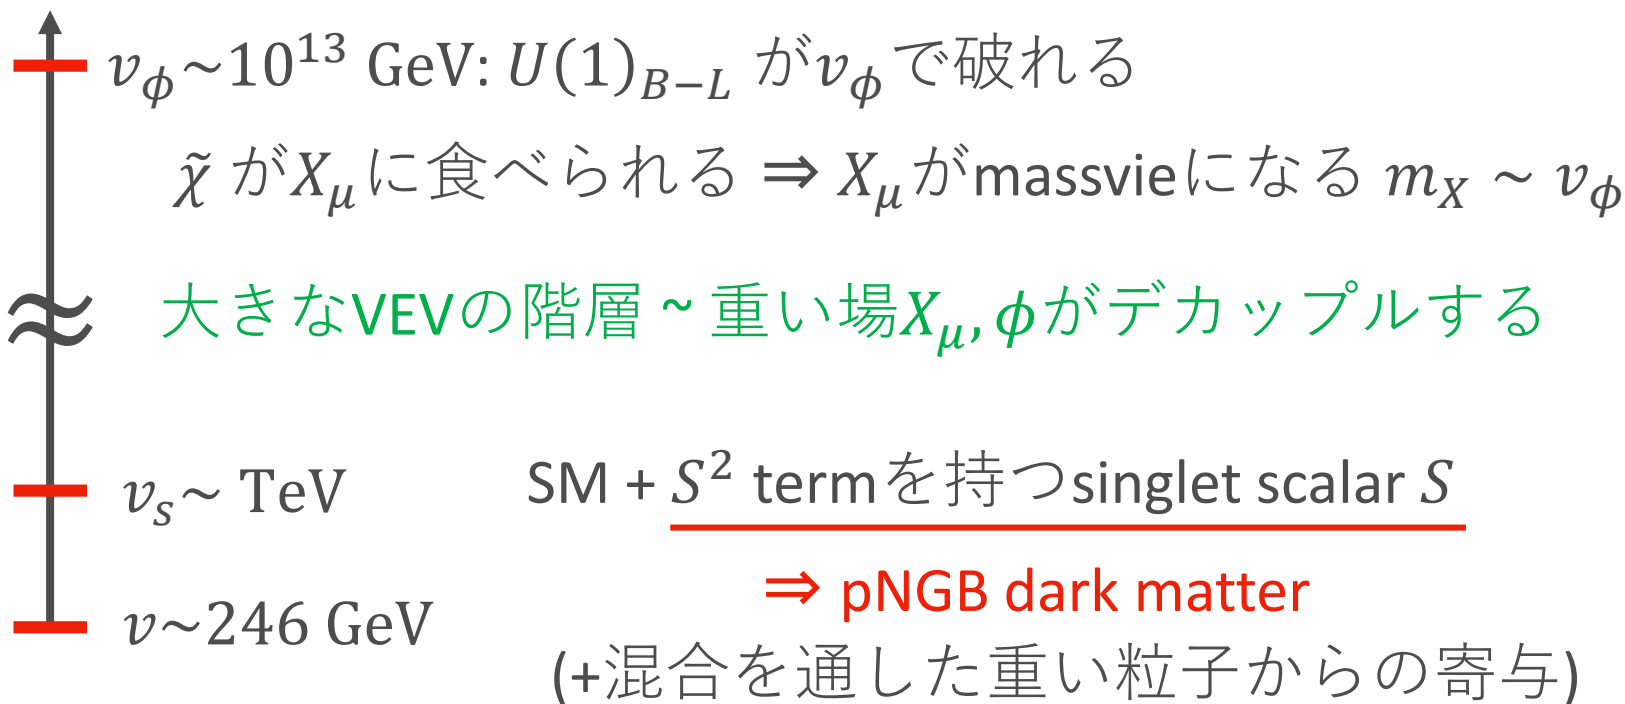 v_ϕ~10^13 GeV: U(1)_{B−L} がv_ϕで破れる
χ̃ がX_μに食べられる ⇒ X_μがmassvieになる m_X ~ v_ϕ
≈ 大きなVEVの階層 ~ 重い場X_μ, ϕがデカップルする
v_s~ TeV SM + S^2 termを持つsinglet scalar S
⇒ pNGB dark matter
v~246 GeV
(+混合を通した重い粒子からの寄与)